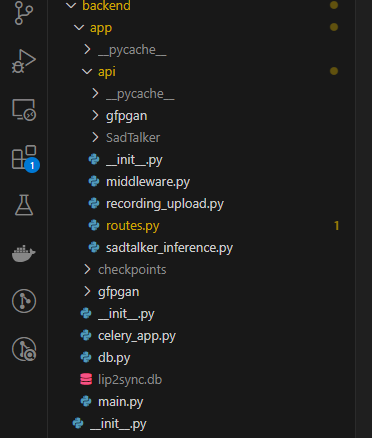 backend
app
__pycache__
api
__pycache__
gfpgan
SadTalker
__init__.py
middleware.py
recording_upload.py
routes.py 1
sadtalker_inference.py
checkpoints
gfpgan
__init__.py
celery_app.py
db.py
lip2sync.db
main.py
__init__.py
1